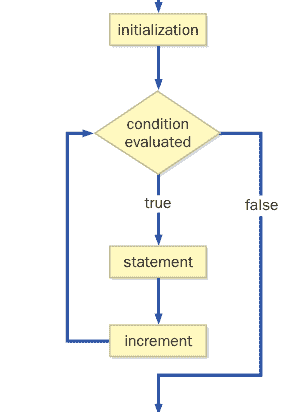 initialization
condition
evaluated
true
false
statement
increment